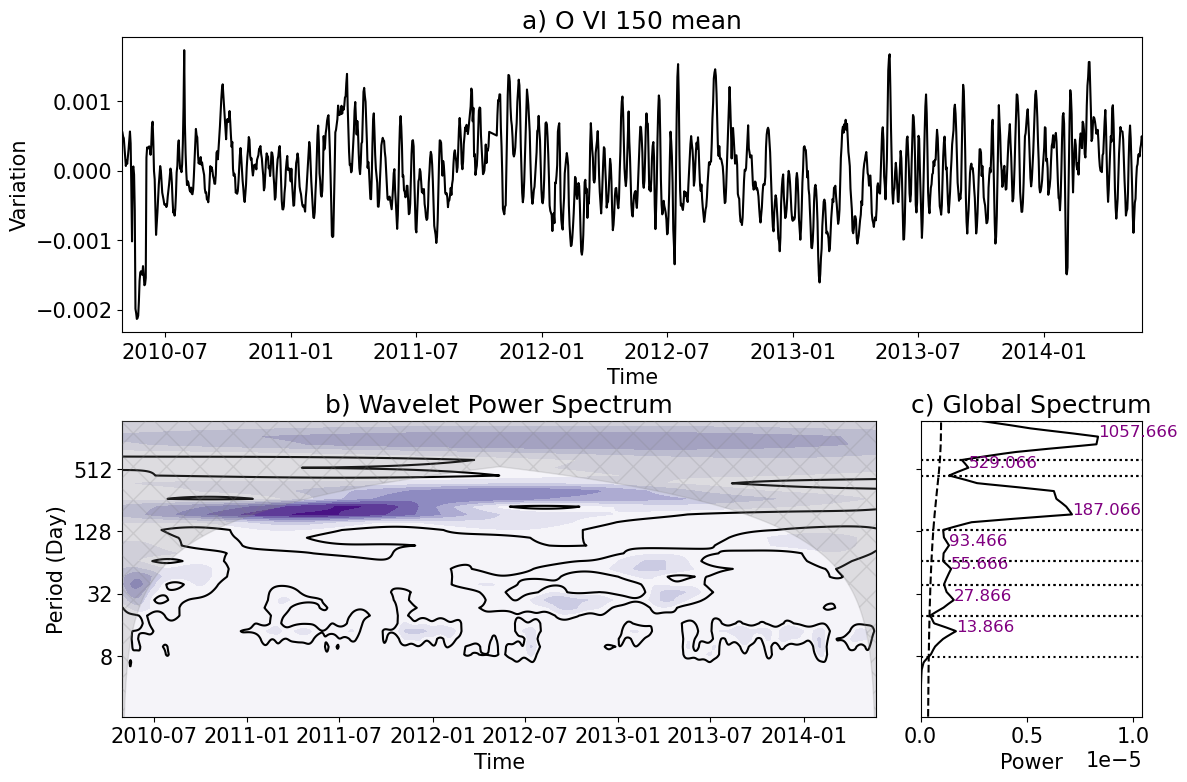 a) O VI 150 mean
Variation
0.001
0.000
−0.001
−0.002
2010-07 2011-01 2011-07 2012-01 2012-07 2013-01 2013-07 2014-01
Time
b) Wavelet Power Spectrum
Period (Day)
512
128
32
8
2010-07 2011-01 2011-07 2012-01 2012-07 2013-01 2013-07 2014-01
Time
c) Global Spectrum
1057.666
529.066
187.066
93.466
55.666
27.866
13.866
0.0 0.5 1.0
Power 1e−5